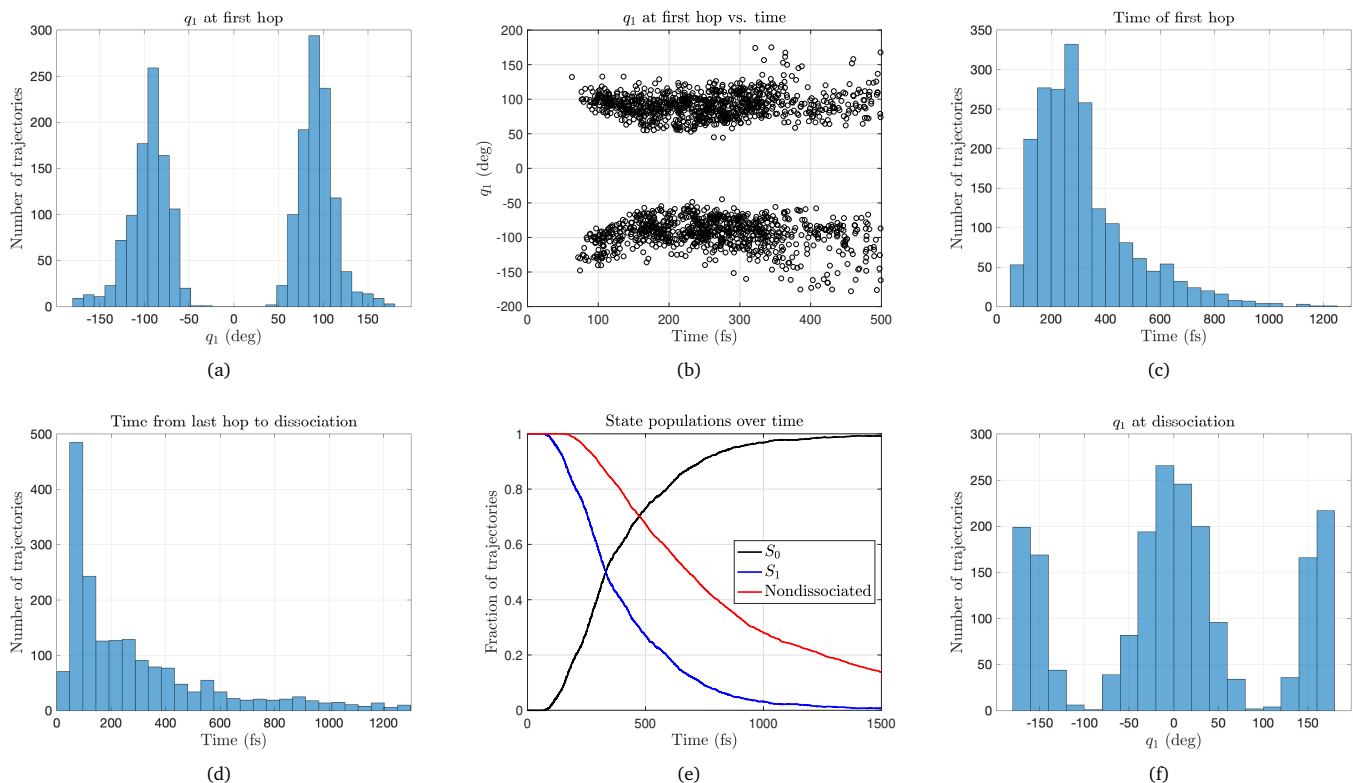 q₁ at first hop
Number of trajectories
300
250
200
150
100
50
0
-150 -100 -50 0 50 100 150
q₁ (deg)
(a)
q₁ at first hop vs. time
q₁ (deg)
200
150
100
50
0
-50
-100
-150
-200
0 100 200 300 400 500
Time (fs)
(b)
Time of first hop
Number of trajectories
350
300
250
200
150
100
50
0
200 400 600 800 1000 1200
Time (fs)
(c)
Time from last hop to dissociation
Number of trajectories
500
400
300
200
100
0
0 200 400 600 800 1000 1200
Time (fs)
(d)
State populations over time
Fraction of trajectories
1
0.8
0.6
0.4
0.2
0
S₀
S₁
Nondissociated
0 500 1000 1500
Time (fs)
(e)
q₁ at dissociation
Number of trajectories
300
250
200
150
100
50
0
-150 -100 -50 0 50 100 150
q₁ (deg)
(f)